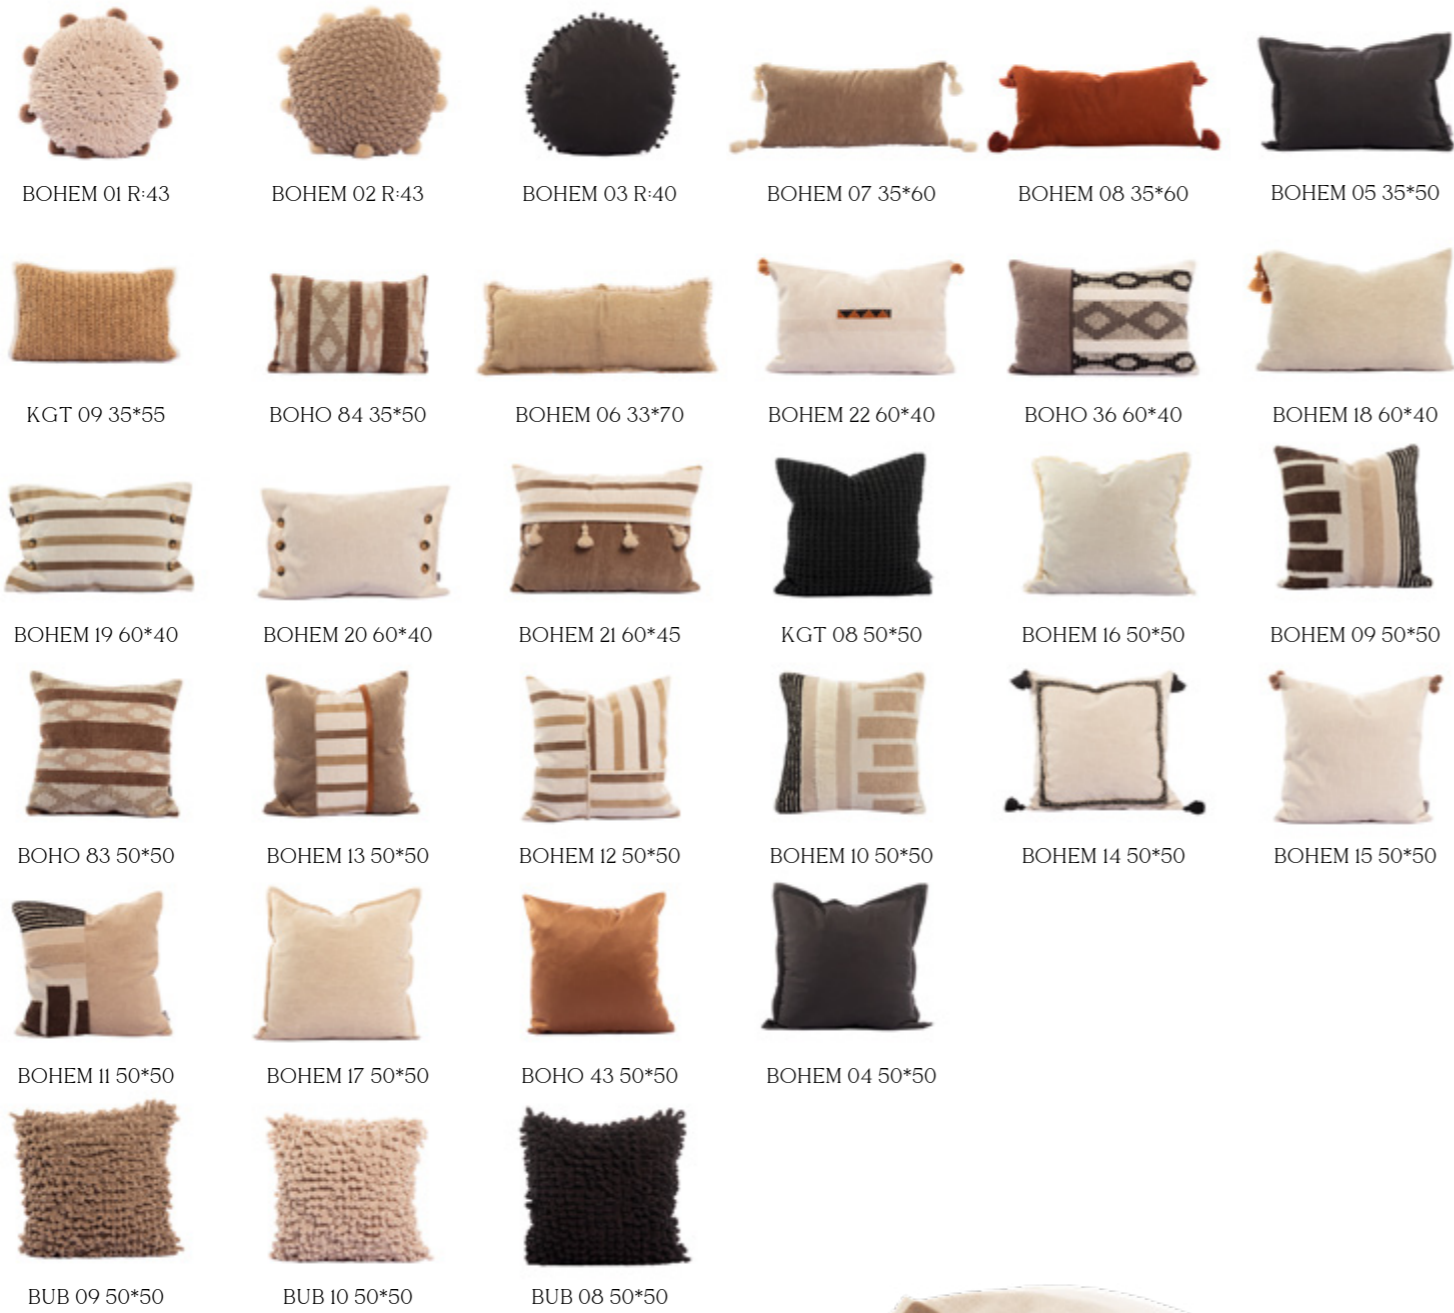 BOHEM 01 R:43
BOHEM 02 R:43
BOHEM 03 R:40
BOHEM 07 35*60
BOHEM 08 35*60
BOHEM 05 35*50
KGT 09 35*55
BOHO 84 35*50
BOHEM 06 33*70
BOHEM 22 60*40
BOHO 36 60*40
BOHEM 18 60*40
BOHEM 19 60*40
BOHEM 20 60*40
BOHEM 21 60*45
KGT 08 50*50
BOHEM 16 50*50
BOHEM 09 50*50
BOHO 83 50*50
BOHEM 13 50*50
BOHEM 12 50*50
BOHEM 10 50*50
BOHEM 14 50*50
BOHEM 15 50*50
BOHEM 11 50*50
BOHEM 17 50*50
BOHO 43 50*50
BOHEM 04 50*50
BUB 09 50*50
BUB 10 50*50
BUB 08 50*50